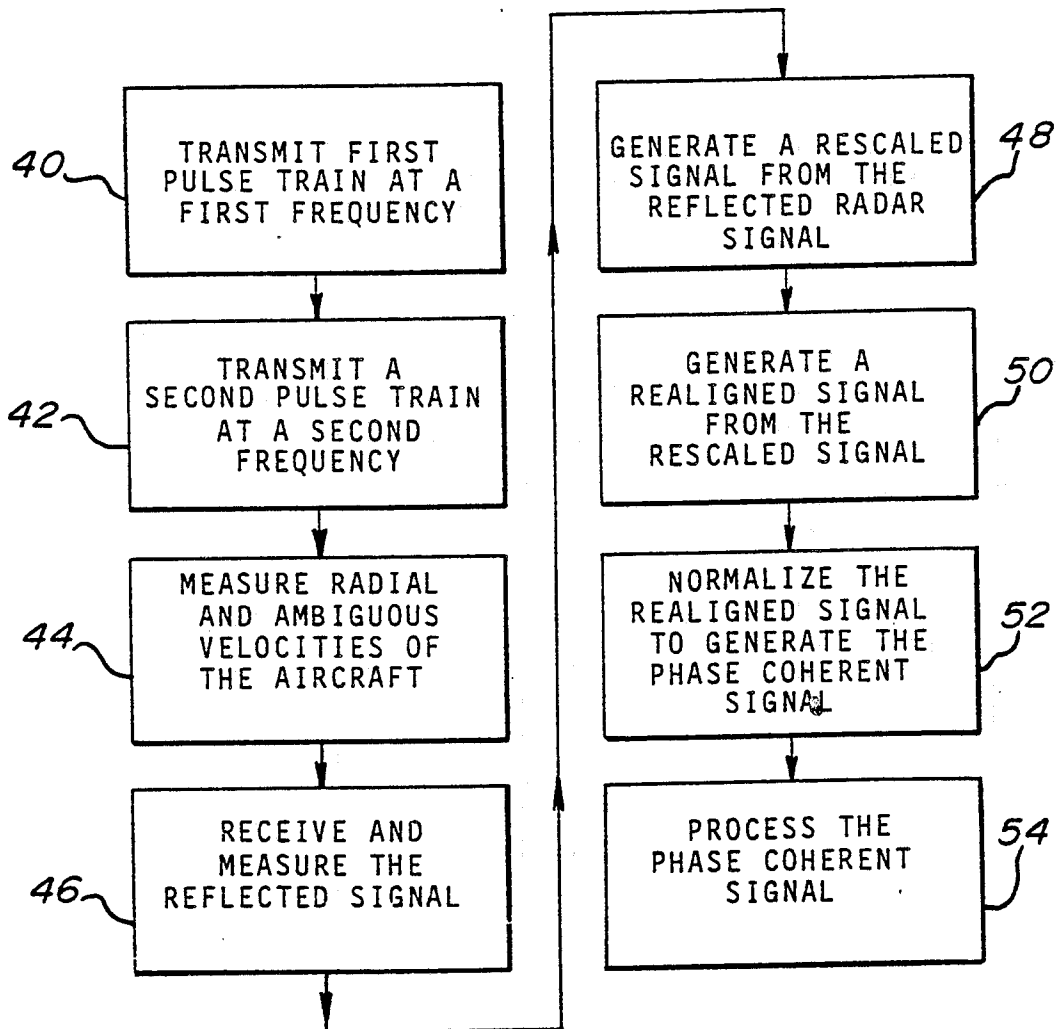 40
TRANSMIT FIRST
PULSE TRAIN AT A
FIRST FREQUENCY
42
TRANSMIT A
SECOND PULSE TRAIN
AT A SECOND
FREQUENCY
44
MEASURE RADIAL
AND AMBIGUOUS
VELOCITIES OF
THE AIRCRAFT
46
RECEIVE AND
MEASURE THE
REFLECTED SIGNAL
48
GENERATE A RESCALED
SIGNAL FROM THE
REFLECTED RADAR
SIGNAL
50
GENERATE A
REALIGNED SIGNAL
FROM THE
RESCALED SIGNAL
52
NORMALIZE THE
REALIGNED SIGNAL
TO GENERATE THE
PHASE COHERENT
SIGNAL
54
PROCESS THE
PHASE COHERENT
SIGNAL